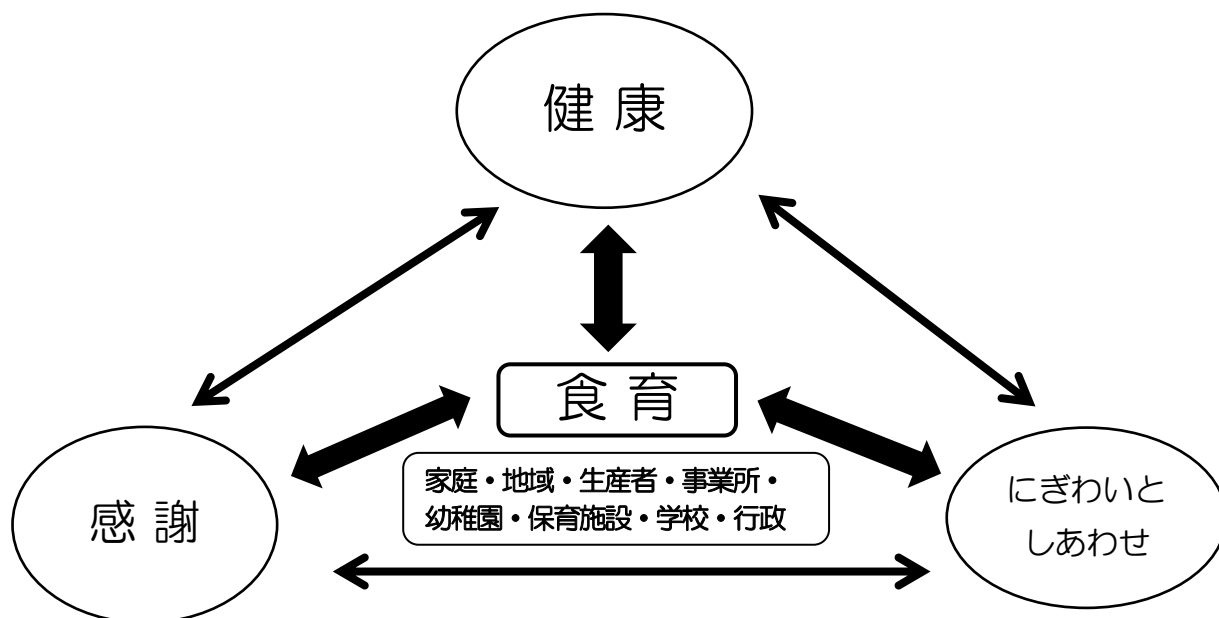 健康
食育
家庭・地域・生産者・事業所・
幼稚園・保育施設・学校・行政
感謝
にぎわいと
しあわせ